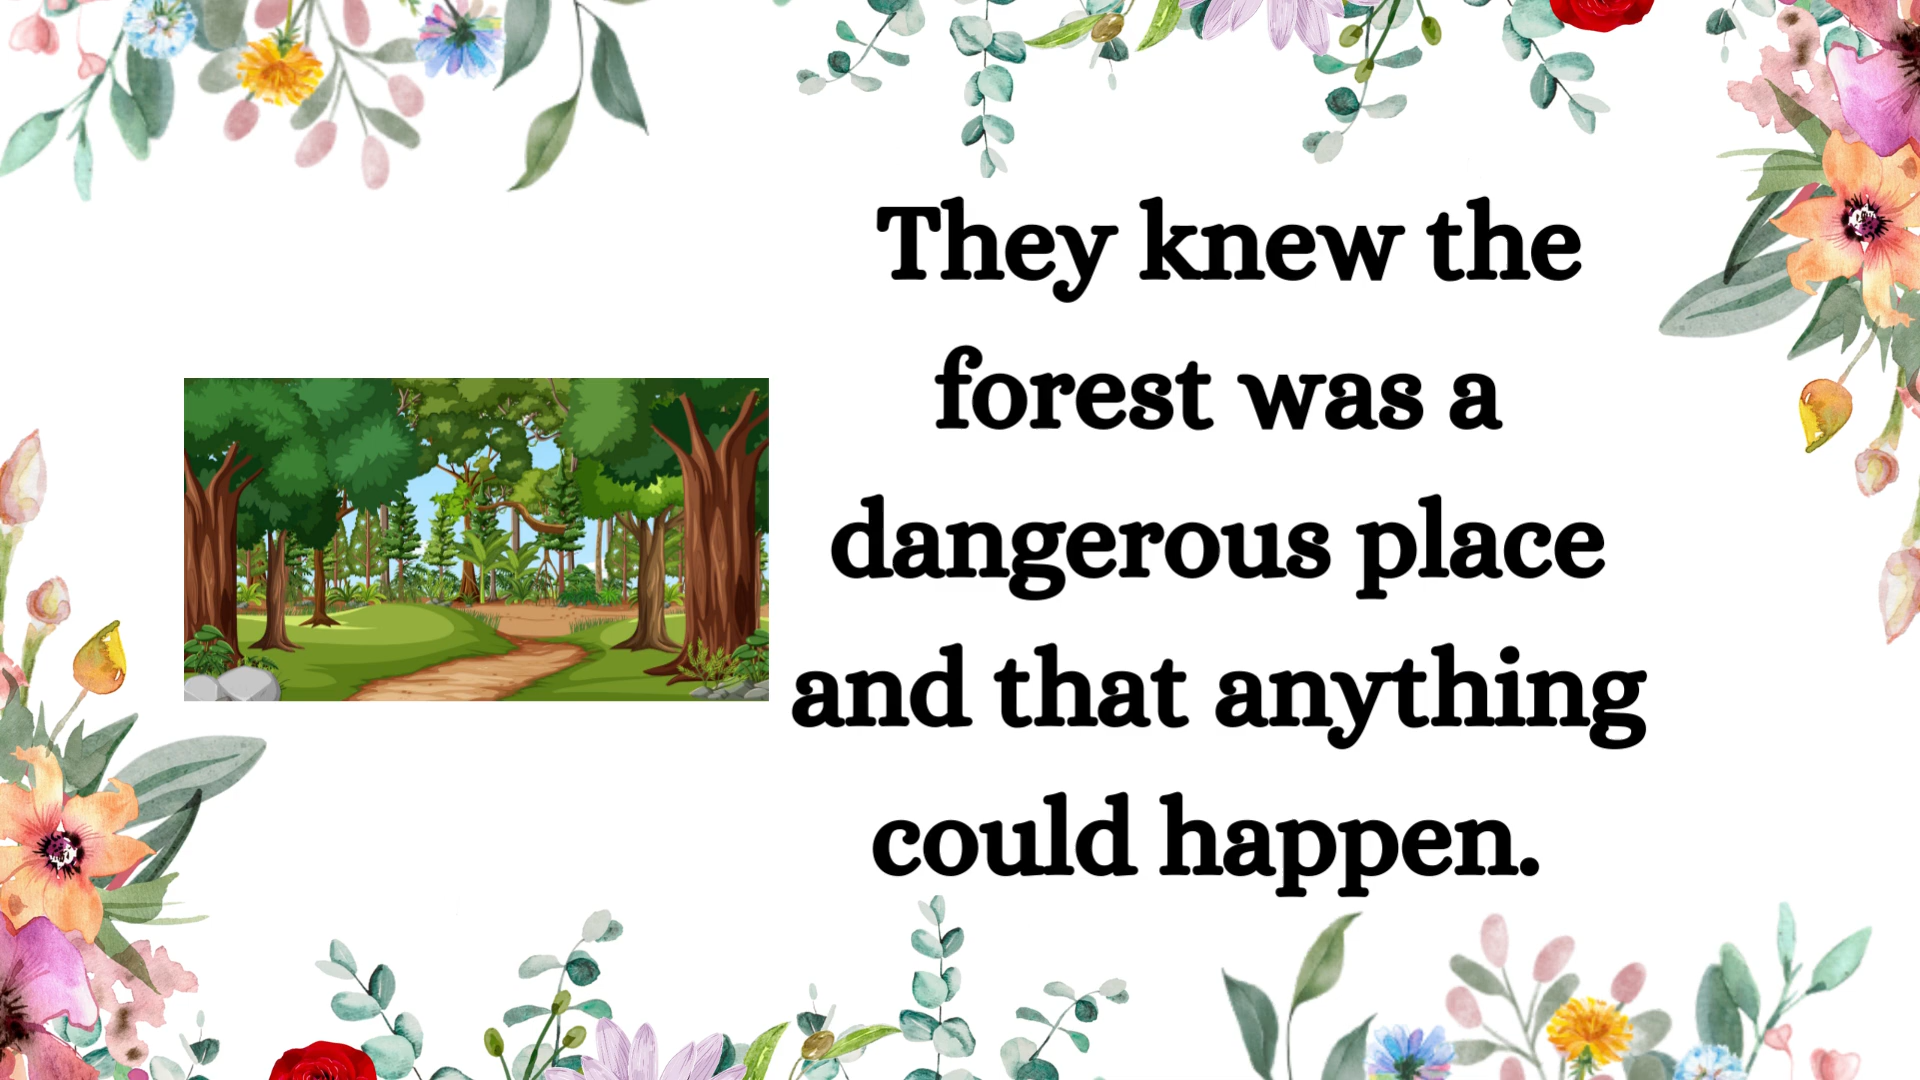 They knew the
forest was a
dangerous place
and that anything
could happen.